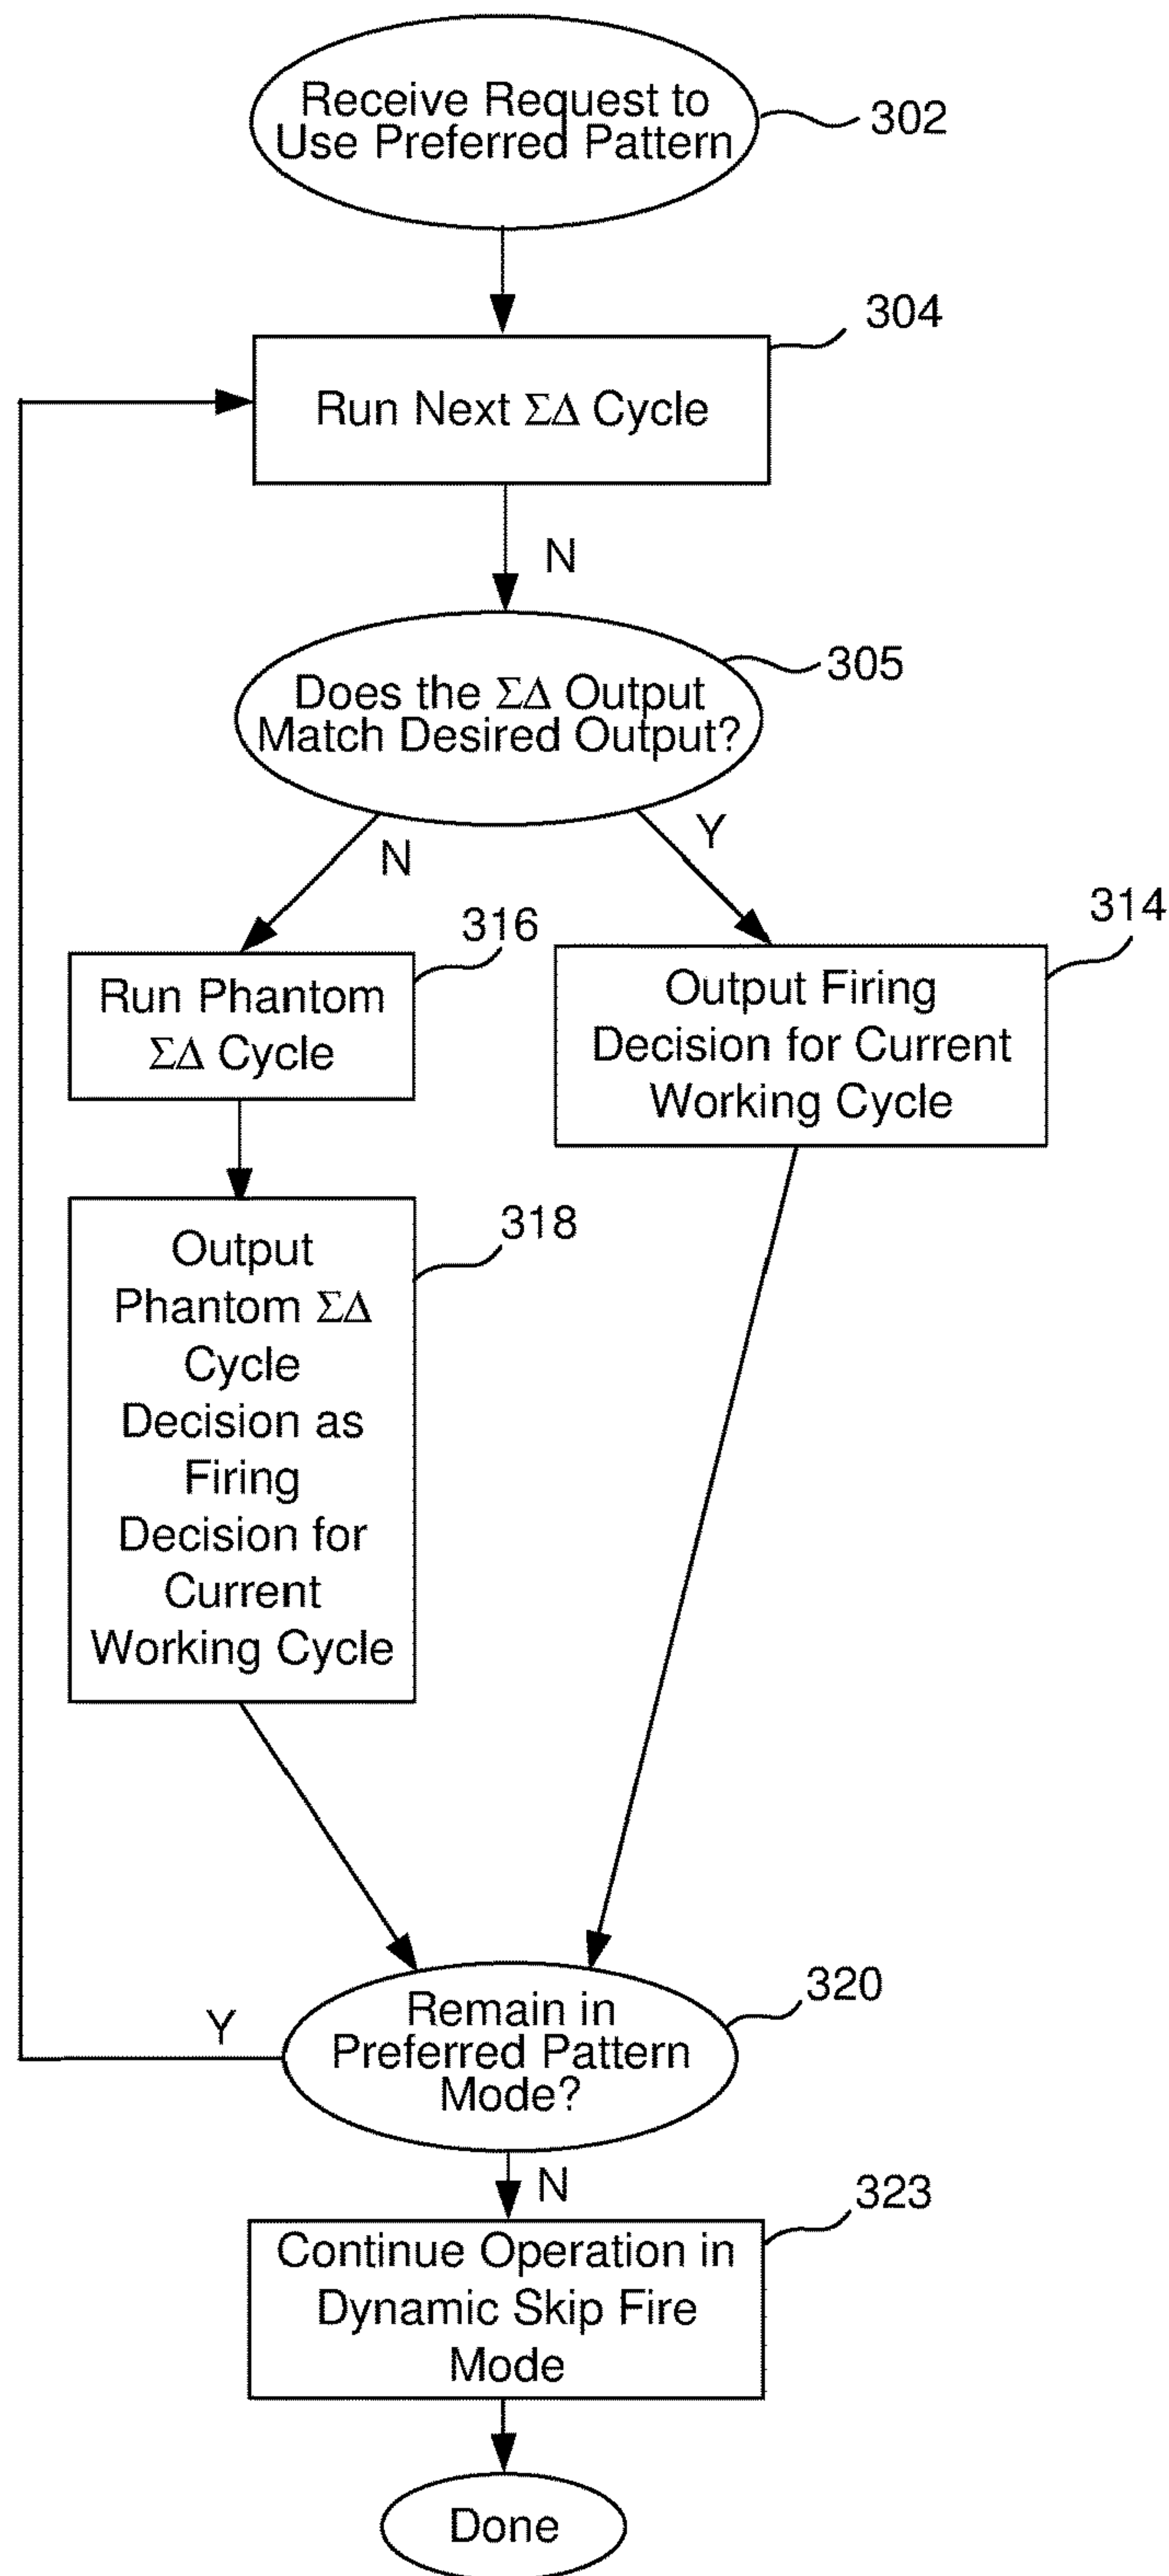 Receive Request to
Use Preferred Pattern
302
304
Run Next ΣΔ Cycle
N
305
Does the ΣΔ Output
Match Desired Output?
N
Y
316
314
Run Phantom
ΣΔ Cycle
Output Firing
Decision for Current
Working Cycle
318
Output
Phantom ΣΔ
Cycle
Decision as
Firing
Decision for
Current
Working Cycle
320
Remain in
Preferred Pattern
Mode?
Y
N
323
Continue Operation in
Dynamic Skip Fire
Mode
Done